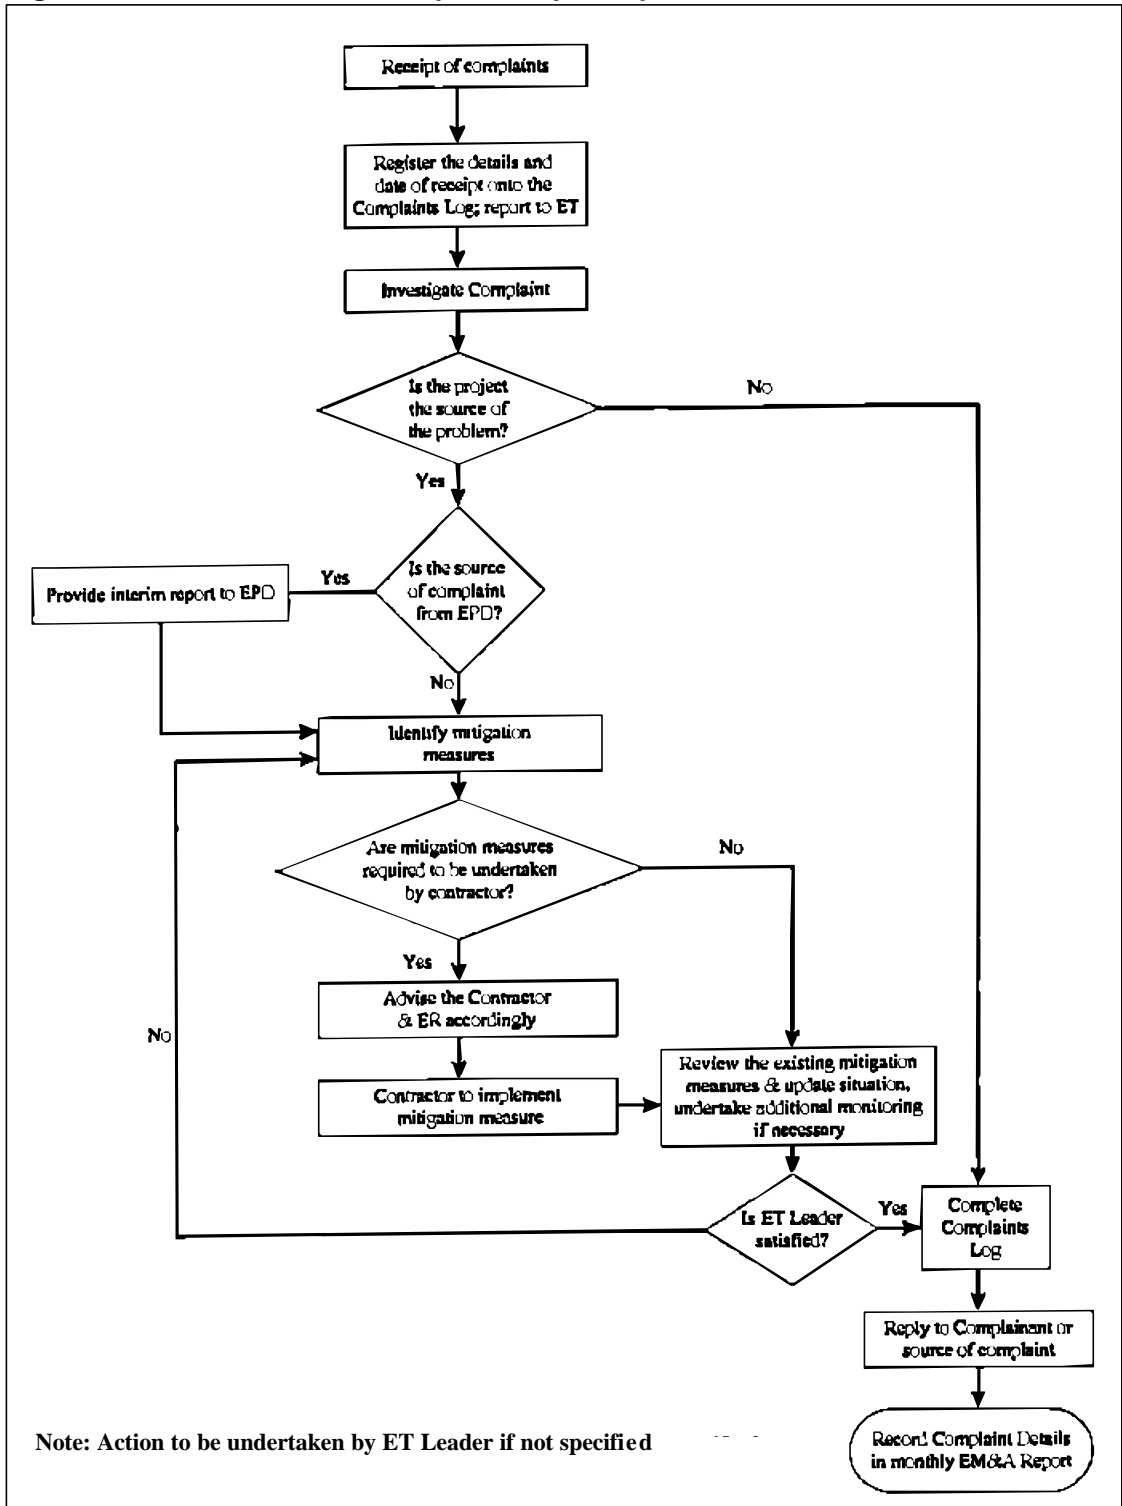 Receipt of complaints
Register the details and
date of receipt onto the
Complaints Log; report to ET
Investigate Complaint
Is the project
the source of
the problem?
No
Yes
Is the source
of complaint
from EPD?
Yes
Provide interim report to EPD
No
Identify mitigation
measures
Are mitigation measures
required to be undertaken
by contractor?
No
Yes
Advise the Contractor
& ER accordingly
No
Contractor to implement
mitigation measure
Review the existing mitigation
measures & update situation,
undertake additional monitoring
if necessary
Is ET Leader
satisfied?
Yes
Complete
Complaints
Log
Reply to Complainant or
source of complaint
Record Complaint Details
in monthly EM&A Report
Note: Action to be undertaken by ET Leader if not specified